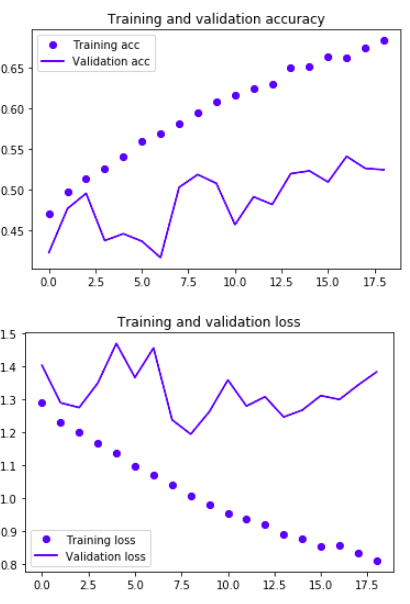 Training and validation accuracy
Training acc
Validation acc
0.65
0.60
0.55
0.50
0.45
0.0 2.5 5.0 7.5 10.0 12.5 15.0 17.5
Training and validation loss
1.5
1.4
1.3
1.2
1.1
1.0
0.9
0.8
Training loss
Validation loss
0.0 2.5 5.0 7.5 10.0 12.5 15.0 17.5